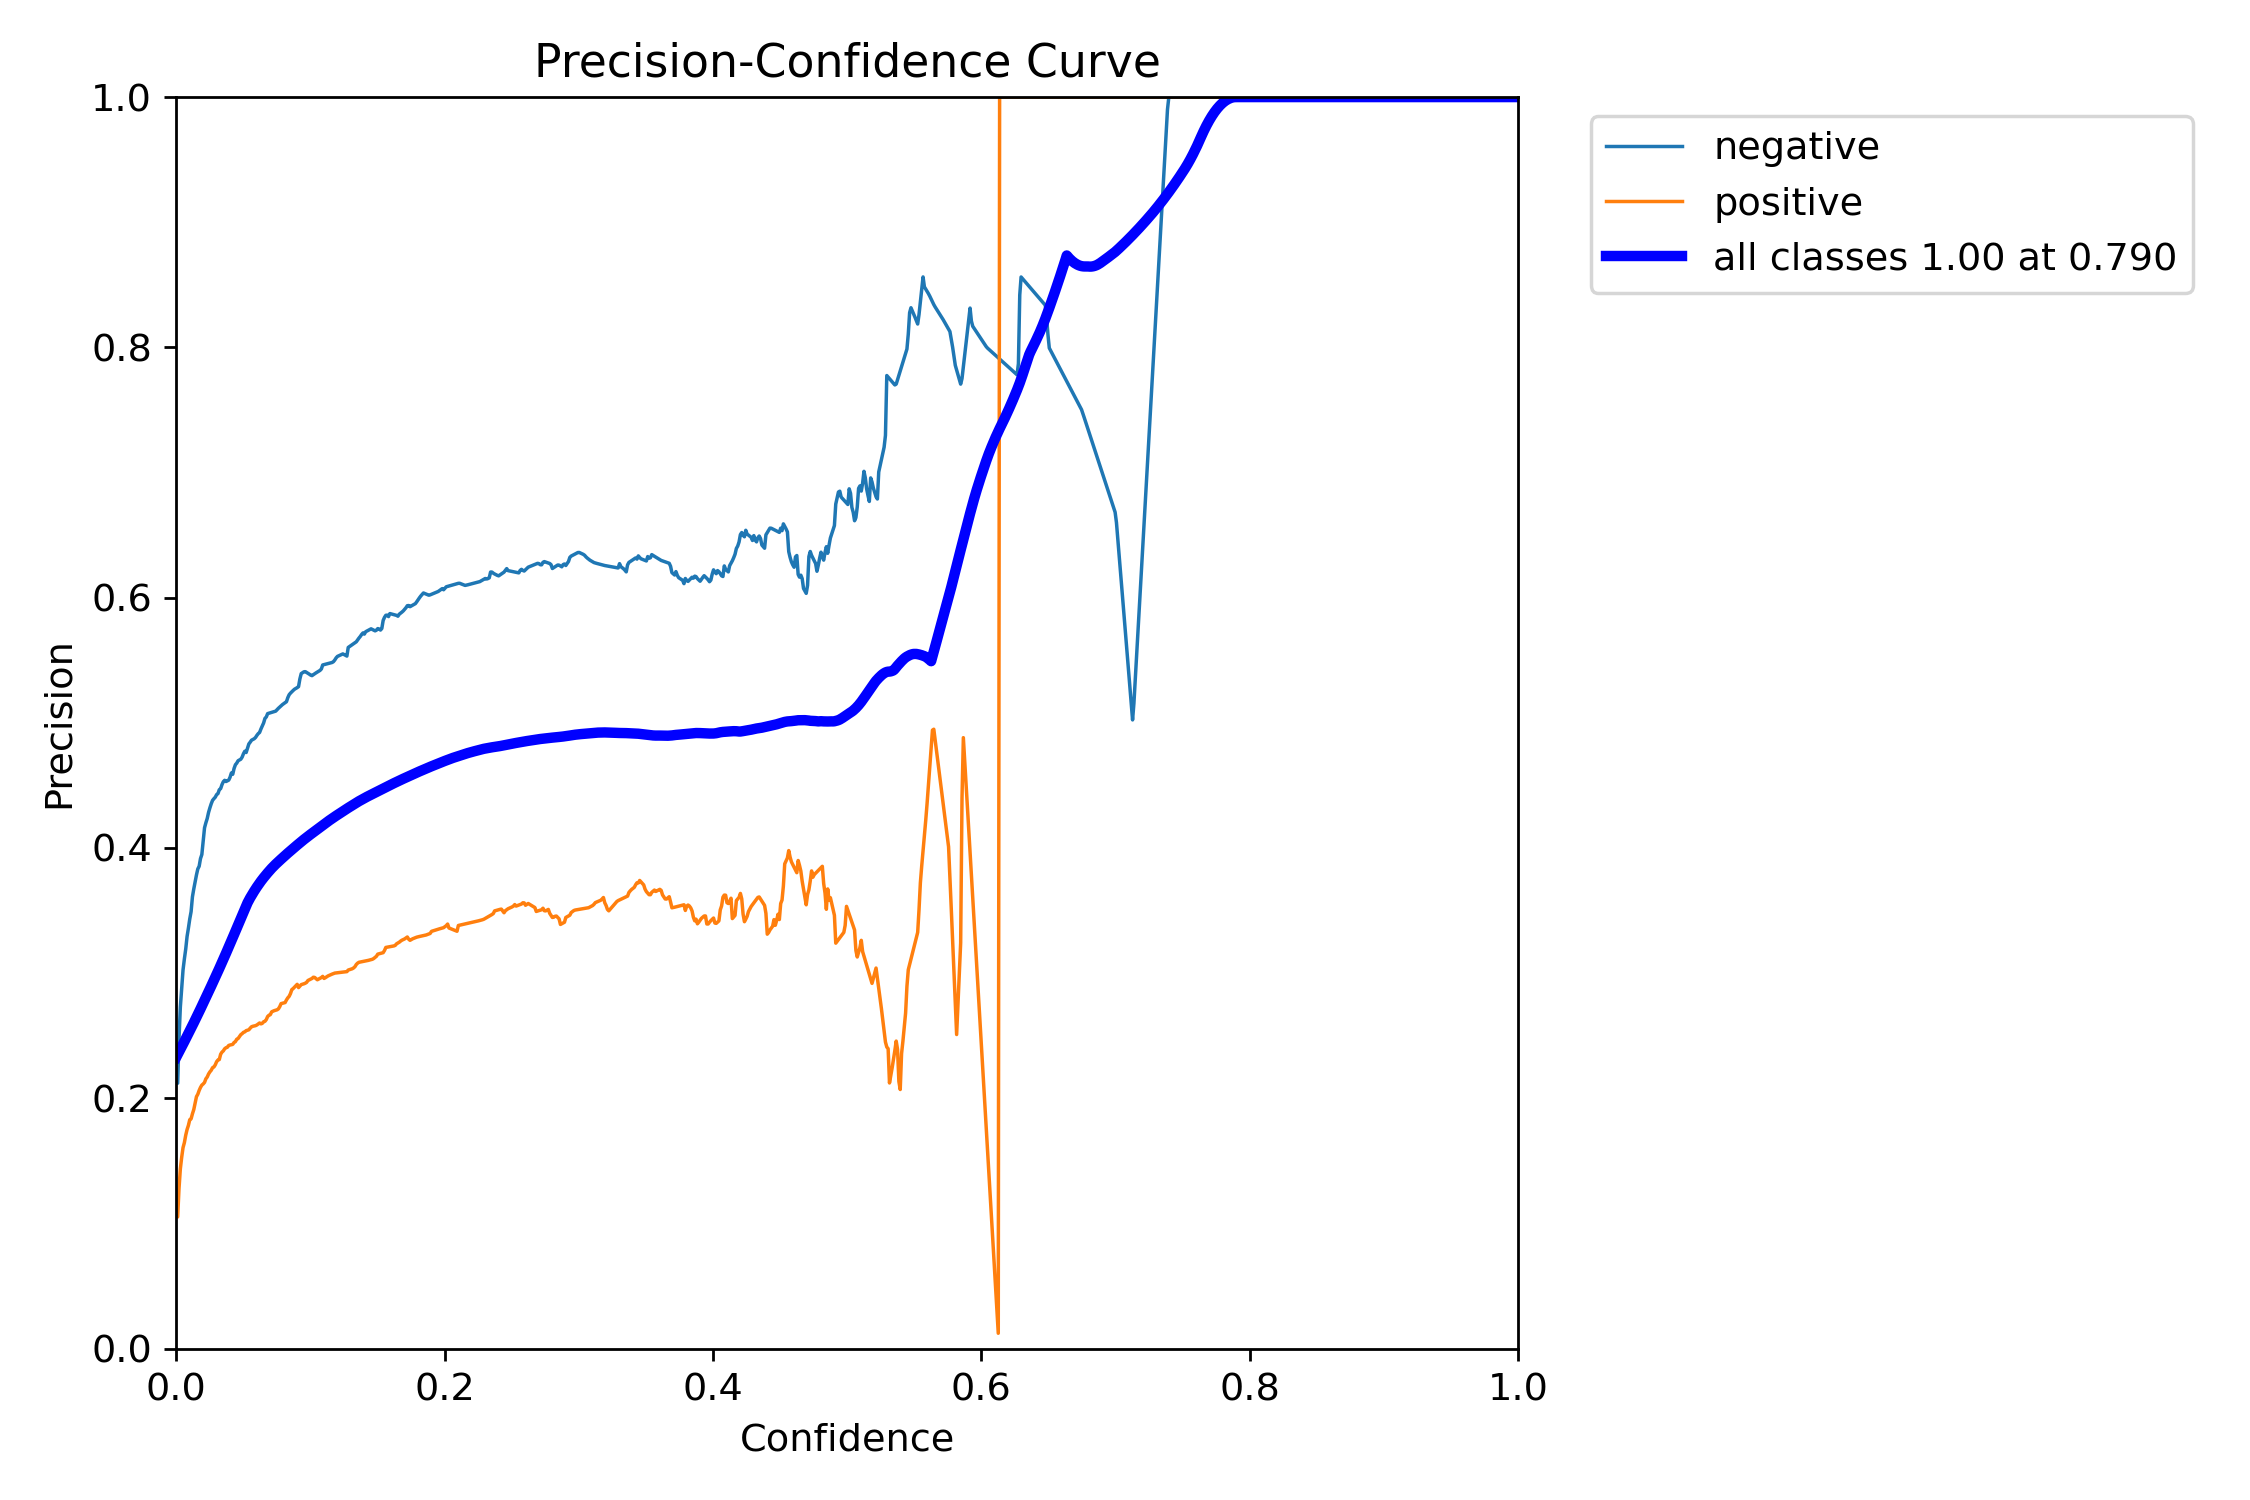 Precision-Confidence Curve
1.0
0.8
0.6
0.4
0.2
0.0
Precision
0.0 0.2 0.4 0.6 0.8 1.0
Confidence
negative
positive
all classes 1.00 at 0.790